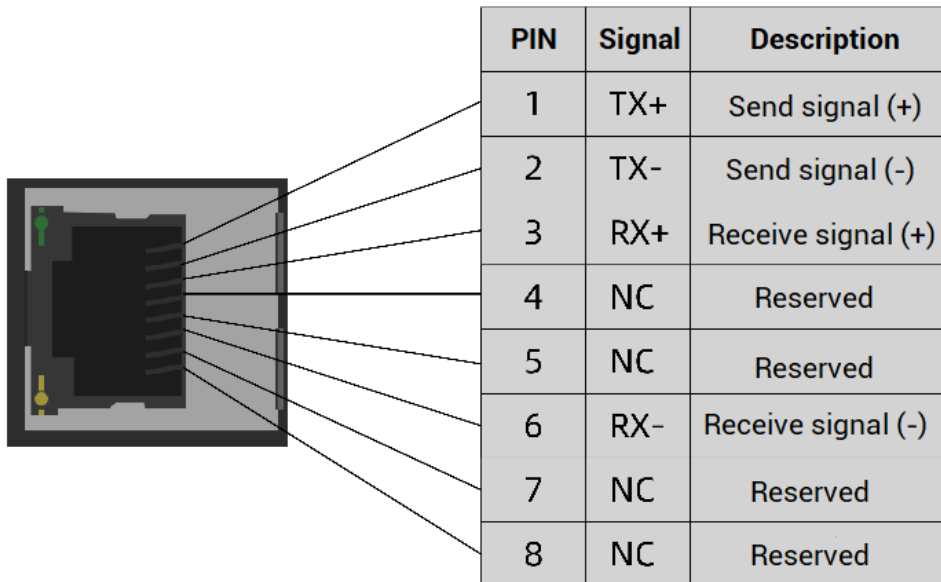 PIN Signal Description
1 TX+ Send signal (+)
2 TX- Send signal (-)
3 RX+ Receive signal (+)
4 NC Reserved
5 NC Reserved
6 RX- Receive signal (-)
7 NC Reserved
8 NC Reserved